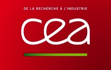 DE LA RECHERCHE À L'INDUSTRIE
cea